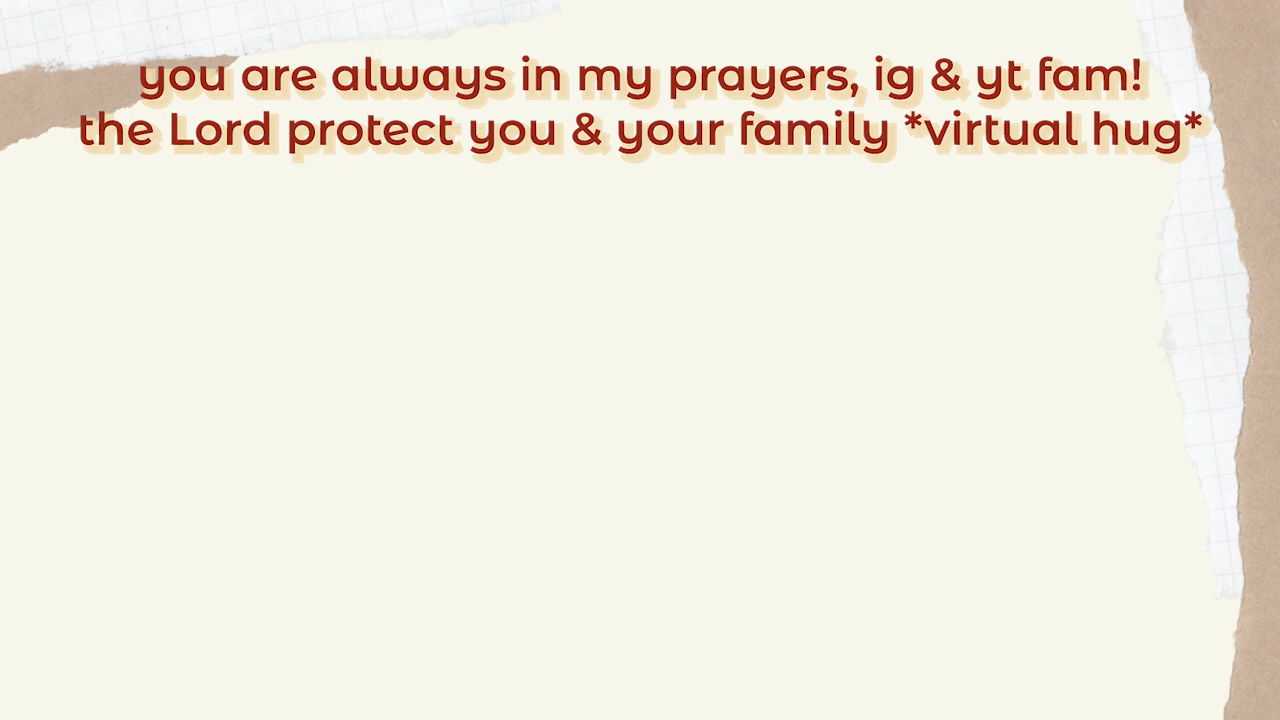 you are always in my prayers, ig & yt fam!
the Lord protect you & your family *virtual hug*